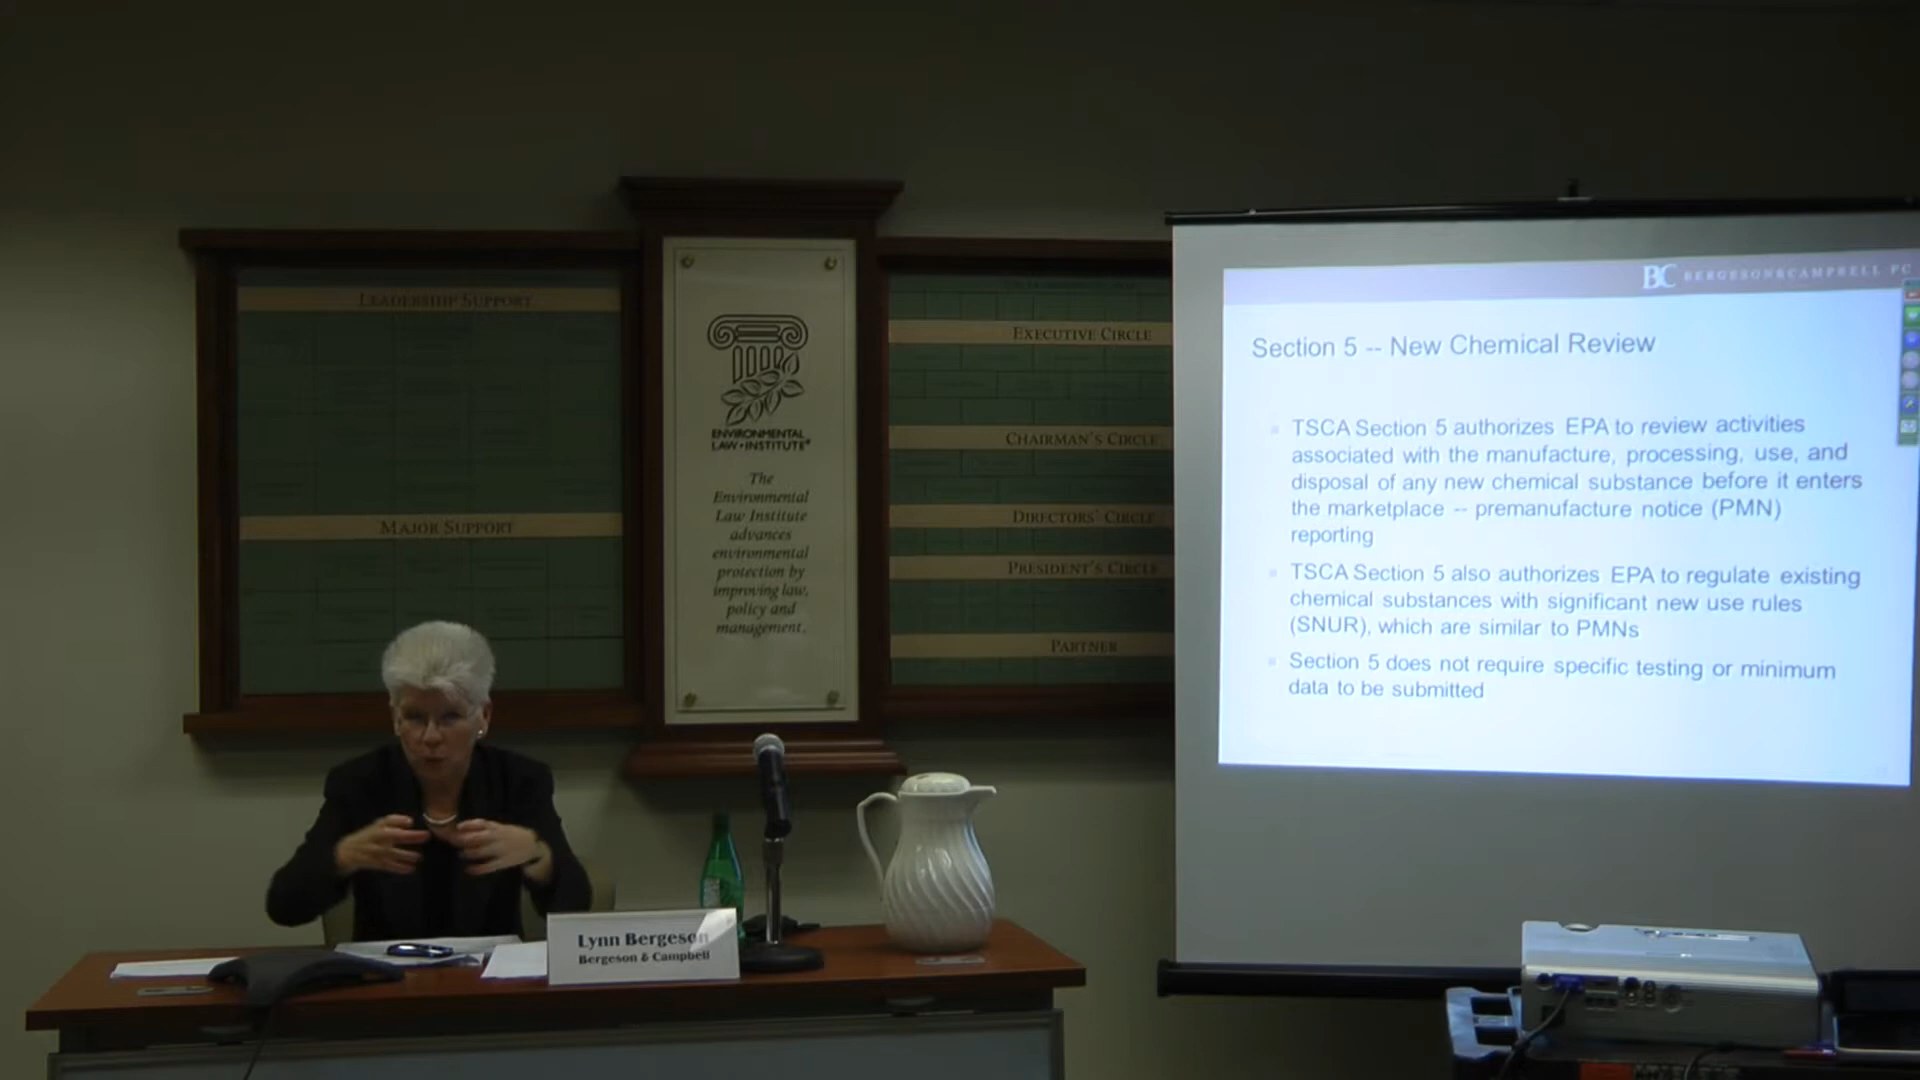 LEADERSHIP SUPPORT
MAJOR SUPPORT
ENVIRONMENTAL
LAW • INSTITUTE®
The
Environmental
Law Institute
advances
environmental
protection by
improving law,
policy and
management.
EXECUTIVE CIRCLE
CHAIRMAN'S CIRCLE
DIRECTORS' CIRCLE
PRESIDENT'S CIRCLE
PARTNER
BC BERGESON&CAMPBELL PC
Section 5 -- New Chemical Review
TSCA Section 5 authorizes EPA to review activities
associated with the manufacture, processing, use, and
disposal of any new chemical substance before it enters
the marketplace -- premanufacture notice (PMN)
reporting
TSCA Section 5 also authorizes EPA to regulate existing
chemical substances with significant new use rules
(SNUR), which are similar to PMNs
Section 5 does not require specific testing or minimum
data to be submitted
Lynn Bergeson
Bergeson & Campbell